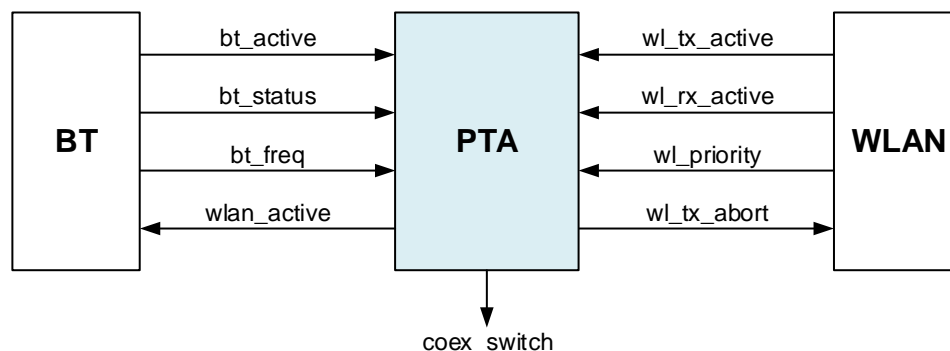 bt_active
wl_tx_active
bt_status
wl_rx_active
BT
PTA
WLAN
bt_freq
wl_priority
wlan_active
wl_tx_abort
coex switch